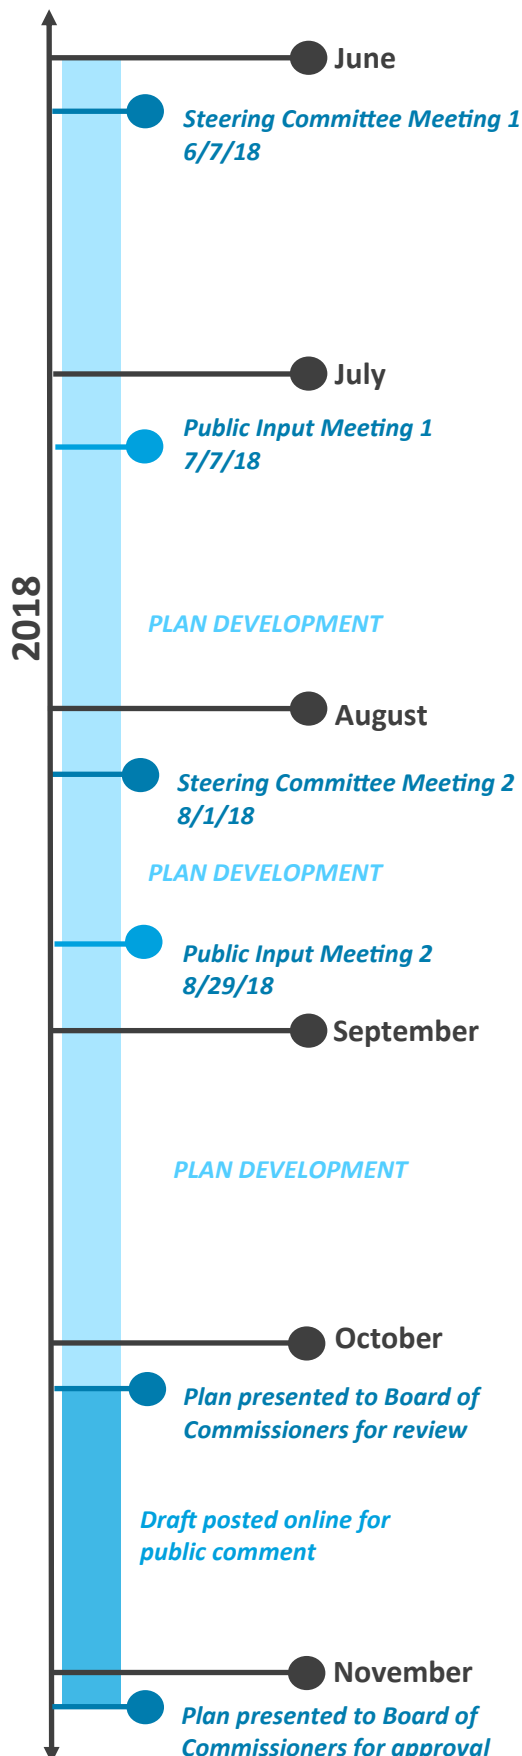 June
Steering Committee Meeting 1
6/7/18
July
Public Input Meeting 1
7/7/18
2018
PLAN DEVELOPMENT
August
Steering Committee Meeting 2
8/1/18
PLAN DEVELOPMENT
Public Input Meeting 2
8/29/18
September
PLAN DEVELOPMENT
October
Plan presented to Board of
Commissioners for review
Draft posted online for
public comment
November
Plan presented to Board of
Commissioners for approval